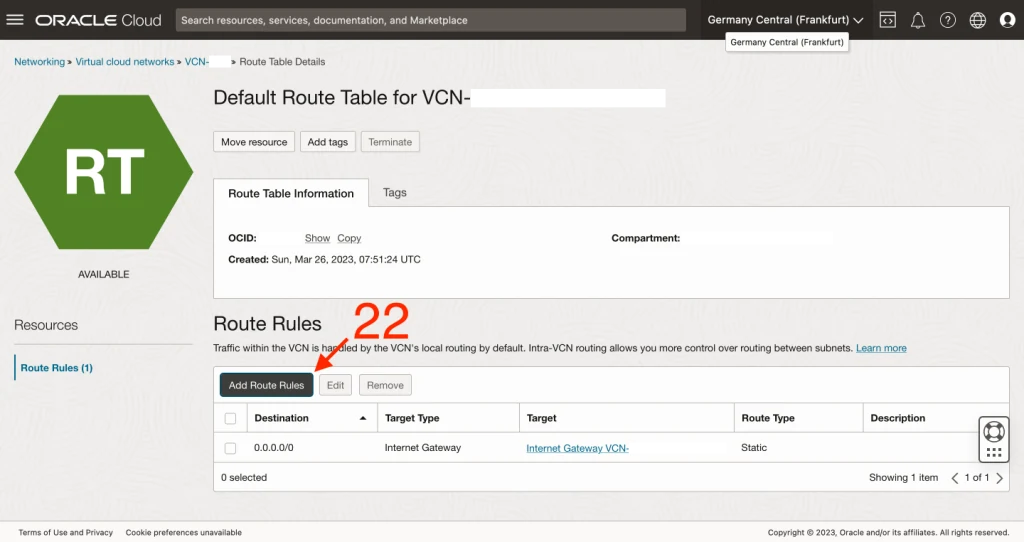 ORACLE Cloud
Search resources, services, documentation, and Marketplace
Germany Central (Frankfurt)
Germany Central (Frankfurt)
Networking » Virtual cloud networks » VCN- » Route Table Details
Default Route Table for VCN-
Move resource Add tags Terminate
RT
AVAILABLE
Route Table Information Tags
OCID: Show Copy Compartment:
Created: Sun, Mar 26, 2023, 07:51:24 UTC
Resources
Route Rules (1)
Route Rules
22
Traffic within the VCN is handled by the VCN's local routing by default. Intra-VCN routing allows you more control over routing between subnets. Learn more
Add Route Rules Edit Remove
Destination Target Type Target Route Type Description
0.0.0.0/0 Internet Gateway Internet Gateway VCN- Static
0 selected Showing 1 item < 1 of 1 >
Terms of Use and Privacy Cookie preferences unavailable Copyright © 2023, Oracle and/or its affiliates. All rights reserved.